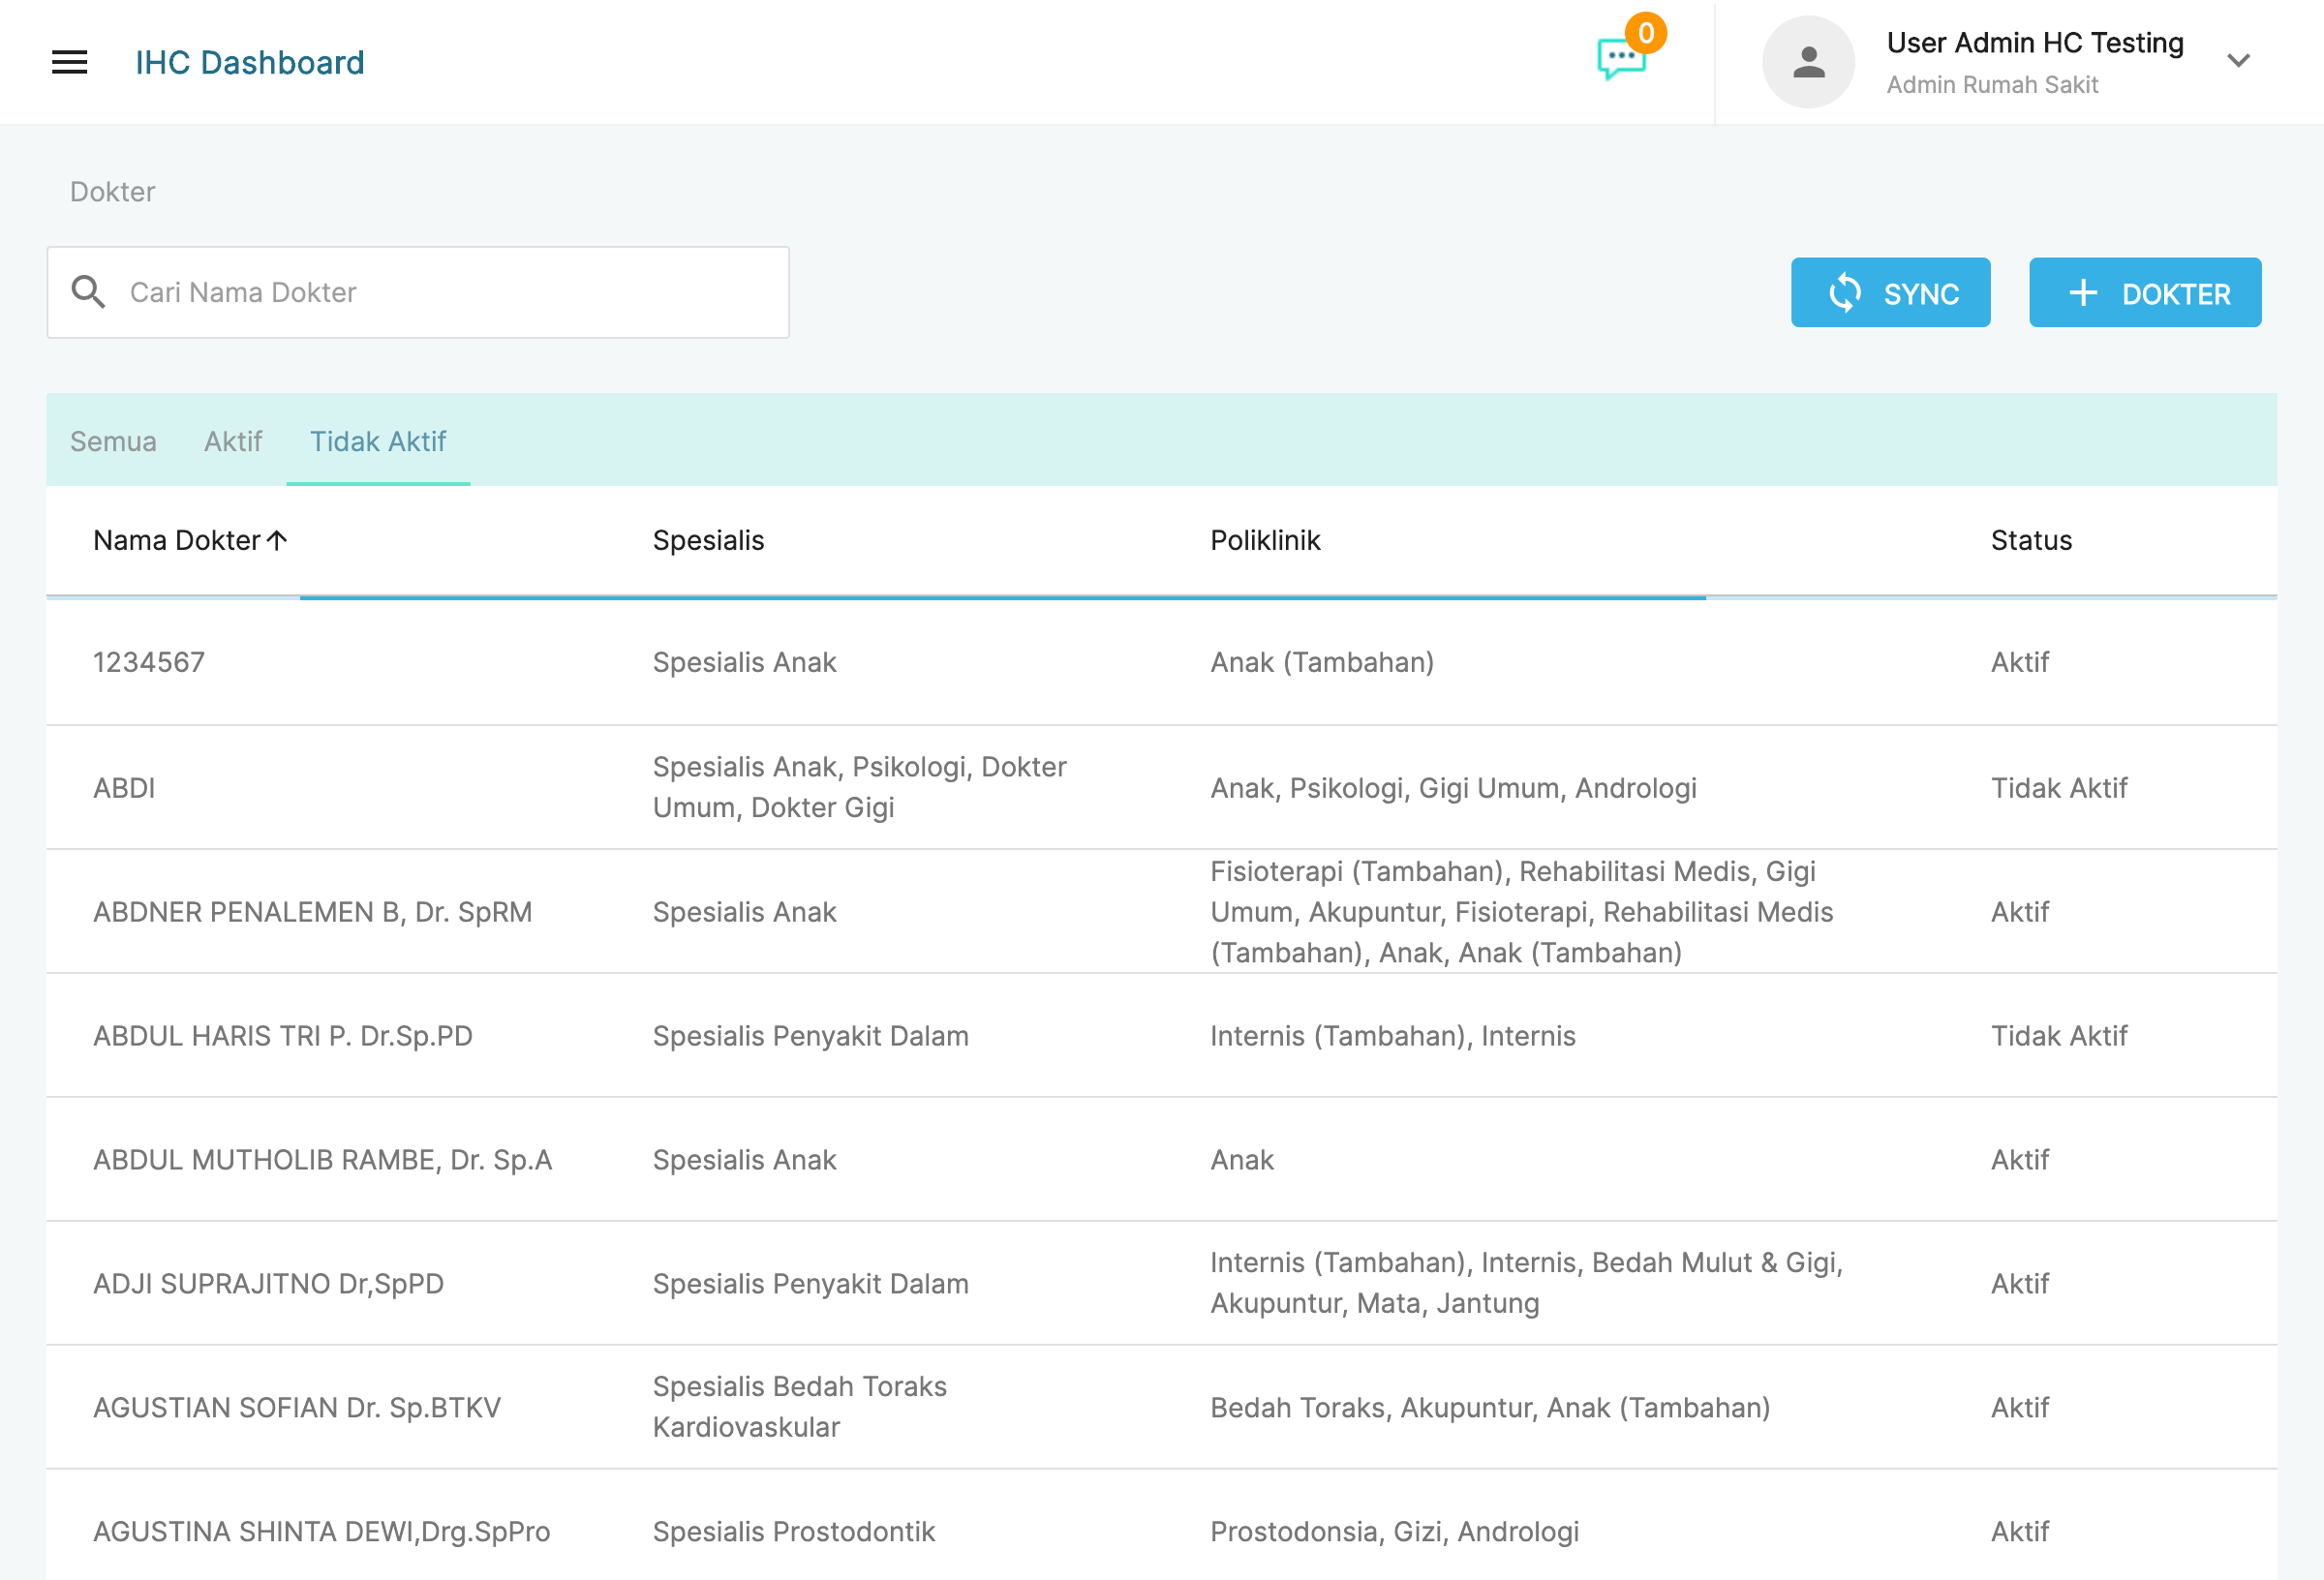 IHC Dashboard
0
User Admin HC Testing
Admin Rumah Sakit
Dokter
Cari Nama Dokter
SYNC
DOKTER
Semua Aktif Tidak Aktif
Nama Dokter Spesialis Poliklinik Status
1234567 Spesialis Anak Anak (Tambahan) Aktif
ABDI
Spesialis Anak, Psikologi, Dokter
Umum, Dokter Gigi
Anak, Psikologi, Gigi Umum, Andrologi
Tidak Aktif
ABDNER PENALEMEN B, Dr. SpRM
Spesialis Anak
Fisioterapi (Tambahan), Rehabilitasi Medis, Gigi
Umum, Akupuntur, Fisioterapi, Rehabilitasi Medis
(Tambahan), Anak, Anak (Tambahan)
Aktif
ABDUL HARIS TRI P. Dr.Sp.PD Spesialis Penyakit Dalam Internis (Tambahan), Internis Tidak Aktif
ABDUL MUTHOLIB RAMBE, Dr. Sp.A Spesialis Anak Anak Aktif
ADJI SUPRAJITNO Dr,SpPD
Spesialis Penyakit Dalam
Internis (Tambahan), Internis, Bedah Mulut & Gigi,
Akupuntur, Mata, Jantung
Aktif
AGUSTIAN SOFIAN Dr. Sp.BTKV
Spesialis Bedah Toraks
Kardiovaskular
Bedah Toraks, Akupuntur, Anak (Tambahan)
Aktif
AGUSTINA SHINTA DEWI,Drg.SpPro Spesialis Prostodontik Prostodonsia, Gizi, Andrologi Aktif